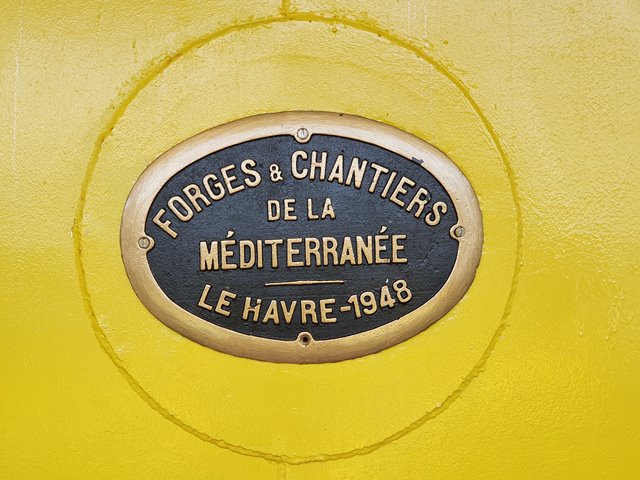 FORGES & CHANTIERS
DE LA
MÉDITERRANÉE
LE HAVRE-1948